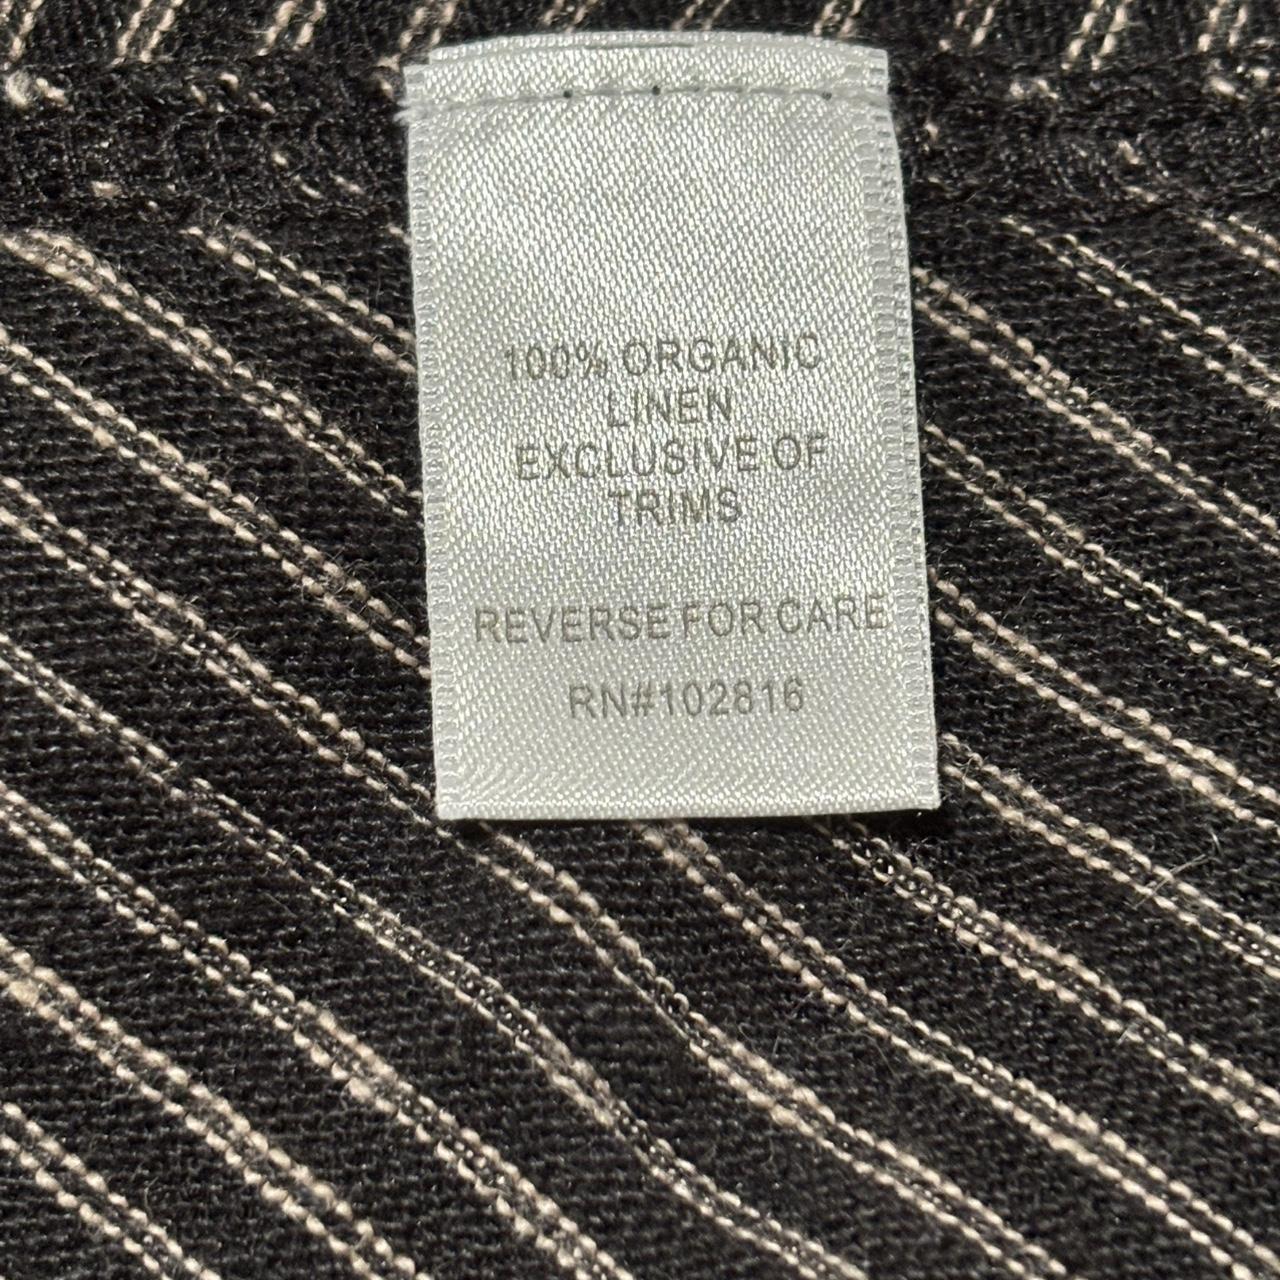 100% ORGANIC
LINEN
EXCLUSIVE OF
TRIMS
REVERSE FOR CARE
RN#102816